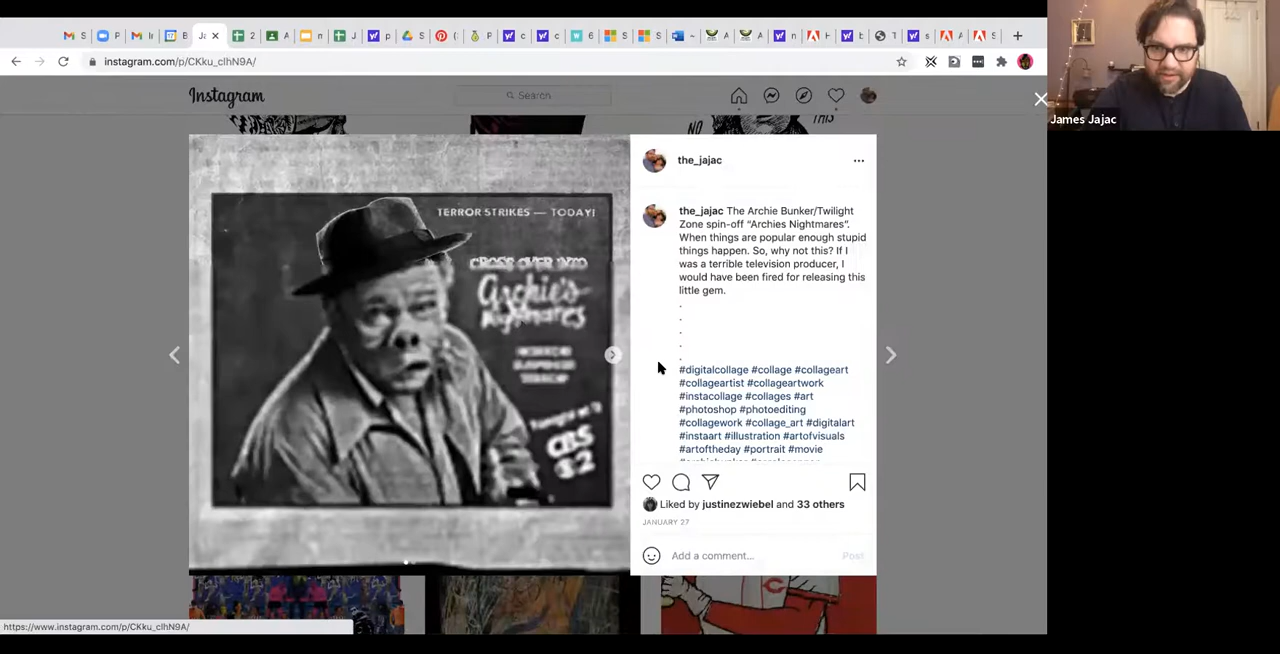 instagram.com/p/CKku_clhN9A/
Instagram
Search
James Jajac
NO
THIS
TERROR STRIKES — TODAY!
CROSS OVER INTO
Archie's
Nightmares
CBS
2
the_jajac
the_jajac The Archie Bunker/Twilight
Zone spin-off “Archies Nightmares”.
When things are popular enough stupid
things happen. So, why not this? If I
was a terrible television producer, I
would have been fired for releasing this
little gem.
.
.
.
.
.
#digitalcollage #collage #collageart
#collageartist #collageartwork
#instacollage #collages #art
#photoshop #photoediting
#collagework #collage_art #digitalart
#instaart #illustration #artofvisuals
#artoftheday #portrait #movie
Liked by justinezwiebel and 33 others
JANUARY 27
Add a comment...
Post
https://www.instagram.com/p/CKku_clhN9A/